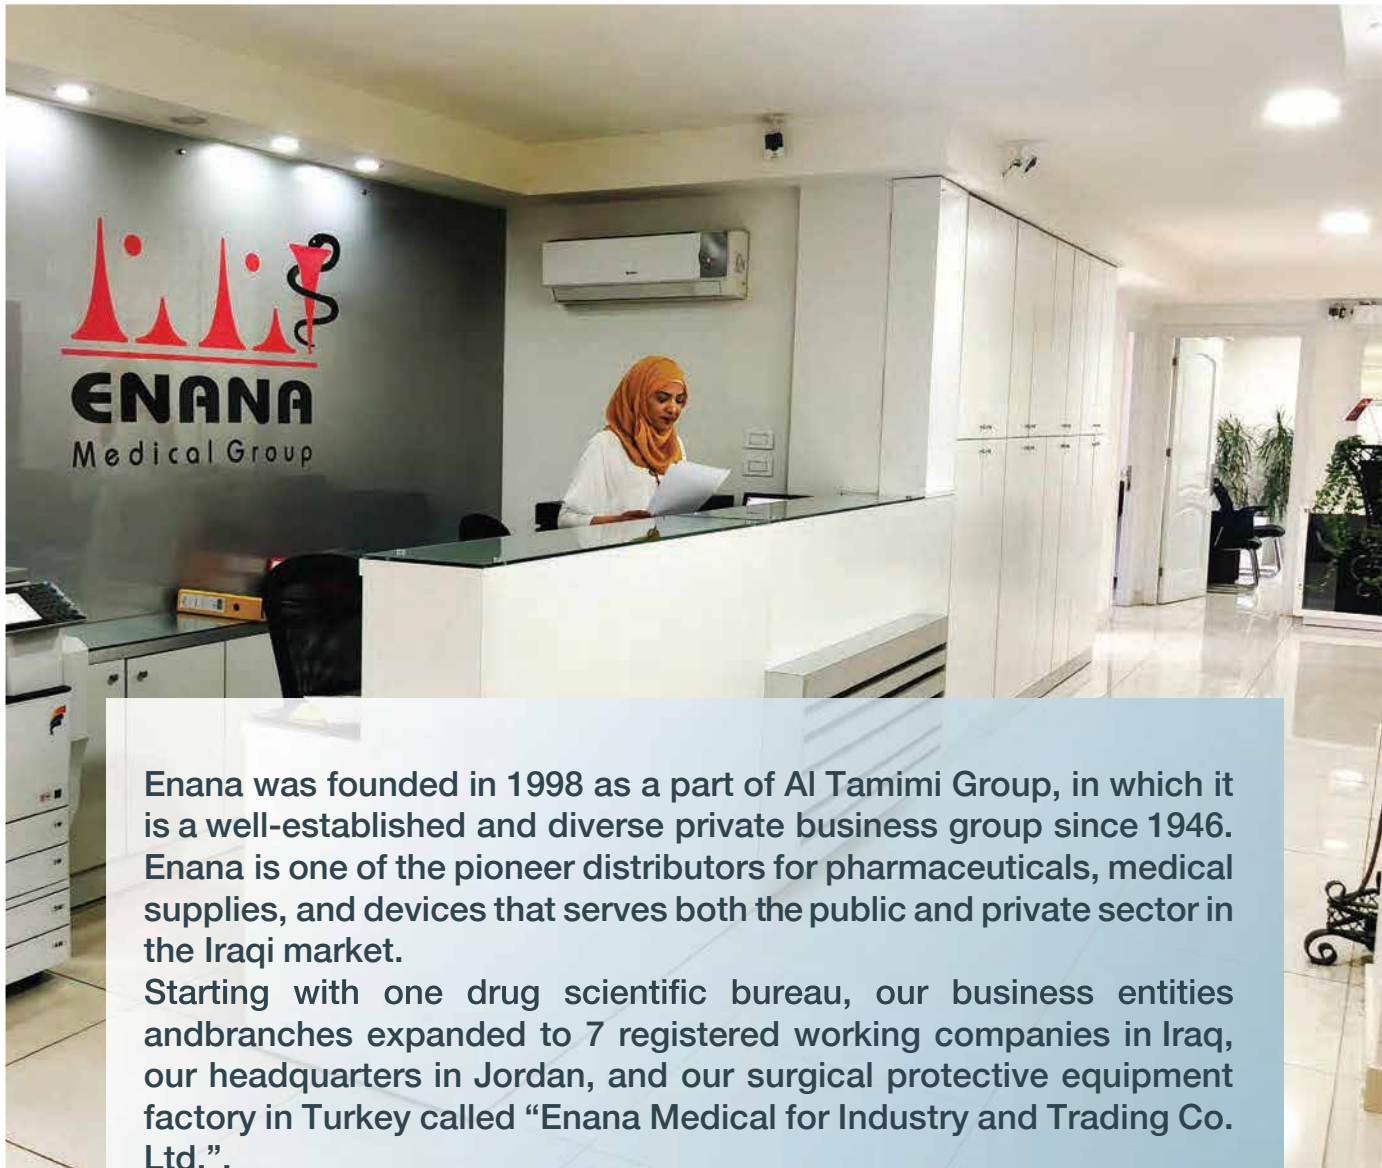 ENANA
Medical Group
Enana was founded in 1998 as a part of Al Tamimi Group, in which it
is a well-established and diverse private business group since 1946.
Enana is one of the pioneer distributors for pharmaceuticals, medical
supplies, and devices that serves both the public and private sector in
the Iraqi market.
Starting with one drug scientific bureau, our business entities
andbranches expanded to 7 registered working companies in Iraq,
our headquarters in Jordan, and our surgical protective equipment
factory in Turkey called “Enana Medical for Industry and Trading Co.
Ltd.”.